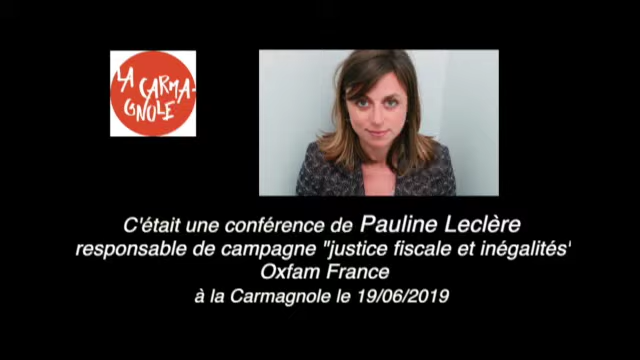 LA
CARMA-
GNOLE
C'était une conférence de Pauline Leclère
responsable de campagne "justice fiscale et inégalités'
Oxfam France
à la Carmagnole le 19/06/2019